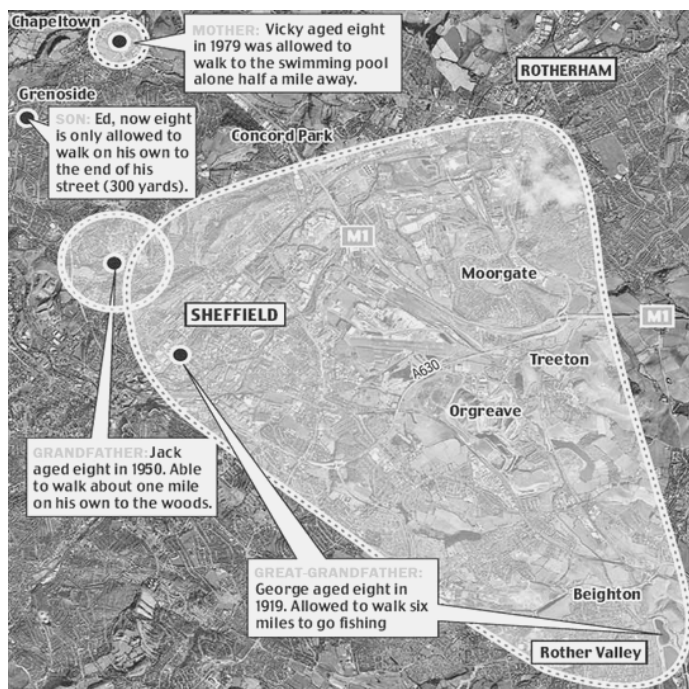 Chapeltown
MOTHER: Vicky aged eight
in 1979 was allowed to
walk to the swimming pool
alone half a mile away.
ROTHERHAM
Grenoside
SON: Ed, now eight
is only allowed to
walk on his own to
the end of his
street (300 yards).
Concord Park
M1
Moorgate
SHEFFIELD
M1
Treeton
A630
Orgreave
GRANDFATHER: Jack
aged eight in 1950. Able
to walk about one mile
on his own to the woods.
GREAT-GRANDFATHER:
George aged eight in
1919. Allowed to walk six
miles to go fishing
Beighton
Rother Valley